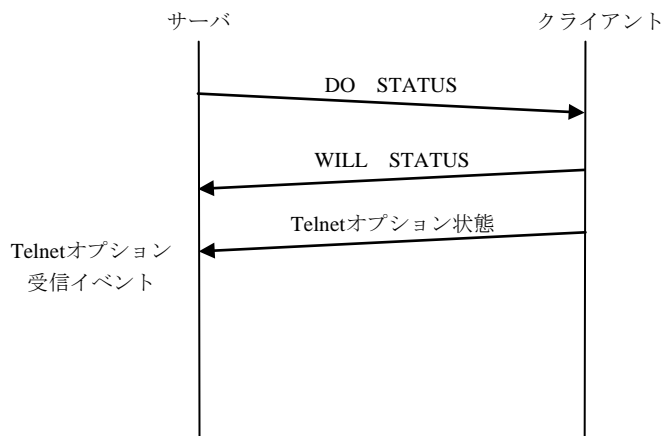 サーバ
クライアント
DO STATUS
WILL STATUS
Telnetオプション状態
Telnetオプション
受信イベント